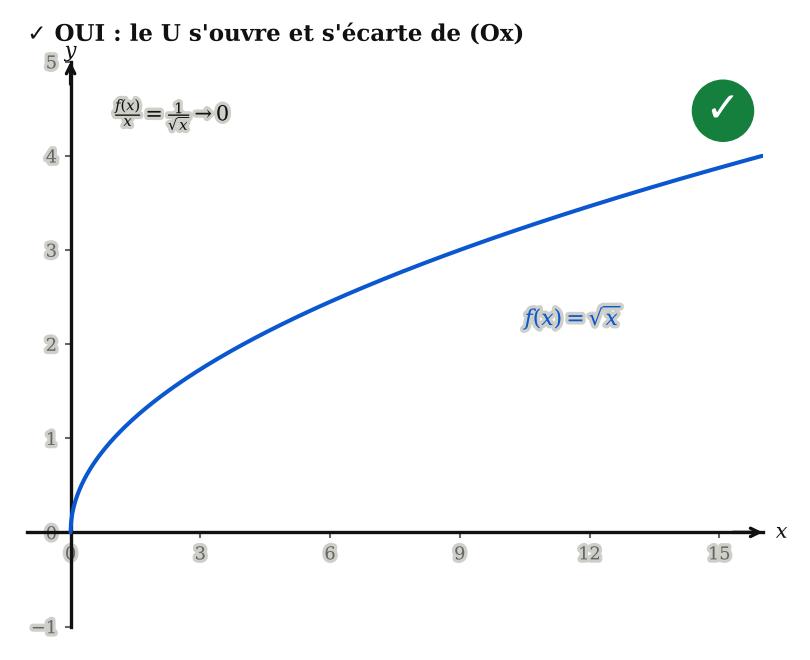 ✓ OUI : le U s'ouvre et s'écarte de (Ox)
y
5
f(x)/x = 1/√x → 0
✓
4
3
f(x) = √x
2
1
0
0 3 6 9 12 15 x
−1